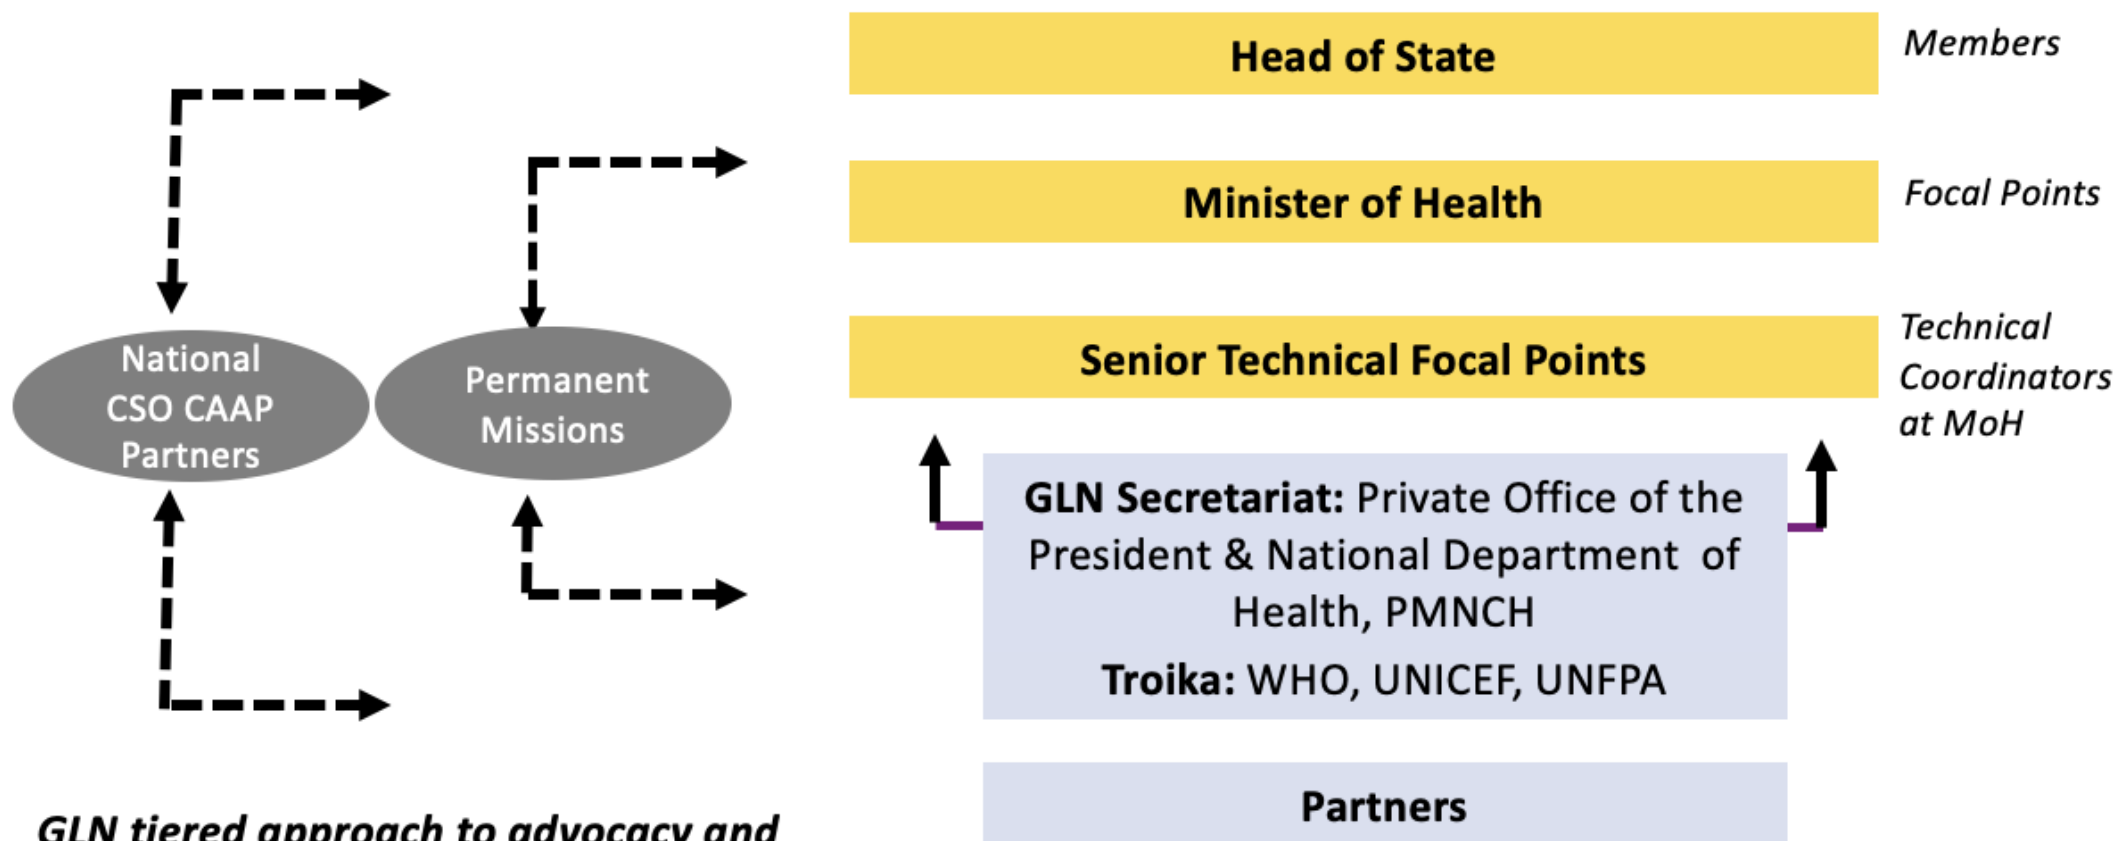 Head of State
Members
Minister of Health
Focal Points
National
CSO CAAP
Partners
Permanent
Missions
Senior Technical Focal Points
Technical
Coordinators
at MoH
GLN Secretariat: Private Office of the
President & National Department of
Health, PMNCH
Troika: WHO, UNICEF, UNFPA
Partners
GLN tiered approach to advocacy and